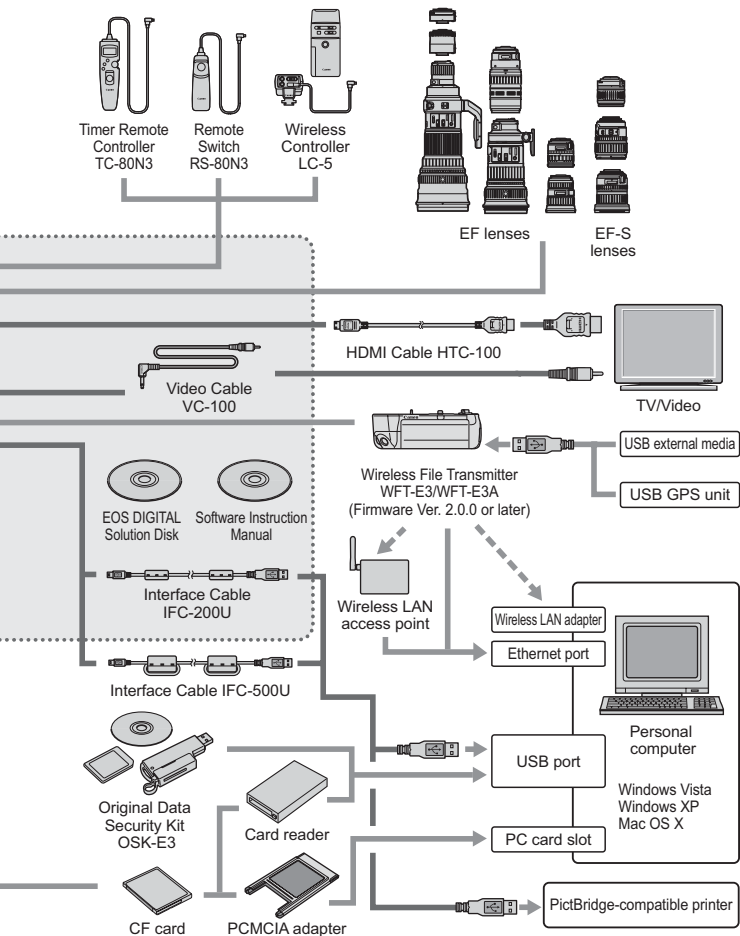 Timer Remote
Controller
TC-80N3
Remote
Switch
RS-80N3
Wireless
Controller
LC-5
EF lenses
EF-S
lenses
HDMI Cable HTC-100
Video Cable
VC-100
TV/Video
USB external media
USB GPS unit
Wireless File Transmitter
WFT-E3/WFT-E3A
(Firmware Ver. 2.0.0 or later)
EOS DIGITAL
Solution Disk
Software Instruction
Manual
Interface Cable
IFC-200U
Wireless LAN
access point
Wireless LAN adapter
Ethernet port
Interface Cable IFC-500U
Personal
computer
USB port
Windows Vista
Windows XP
Mac OS X
Original Data
Security Kit
OSK-E3
Card reader
PC card slot
CF card
PCMCIA adapter
PictBridge-compatible printer